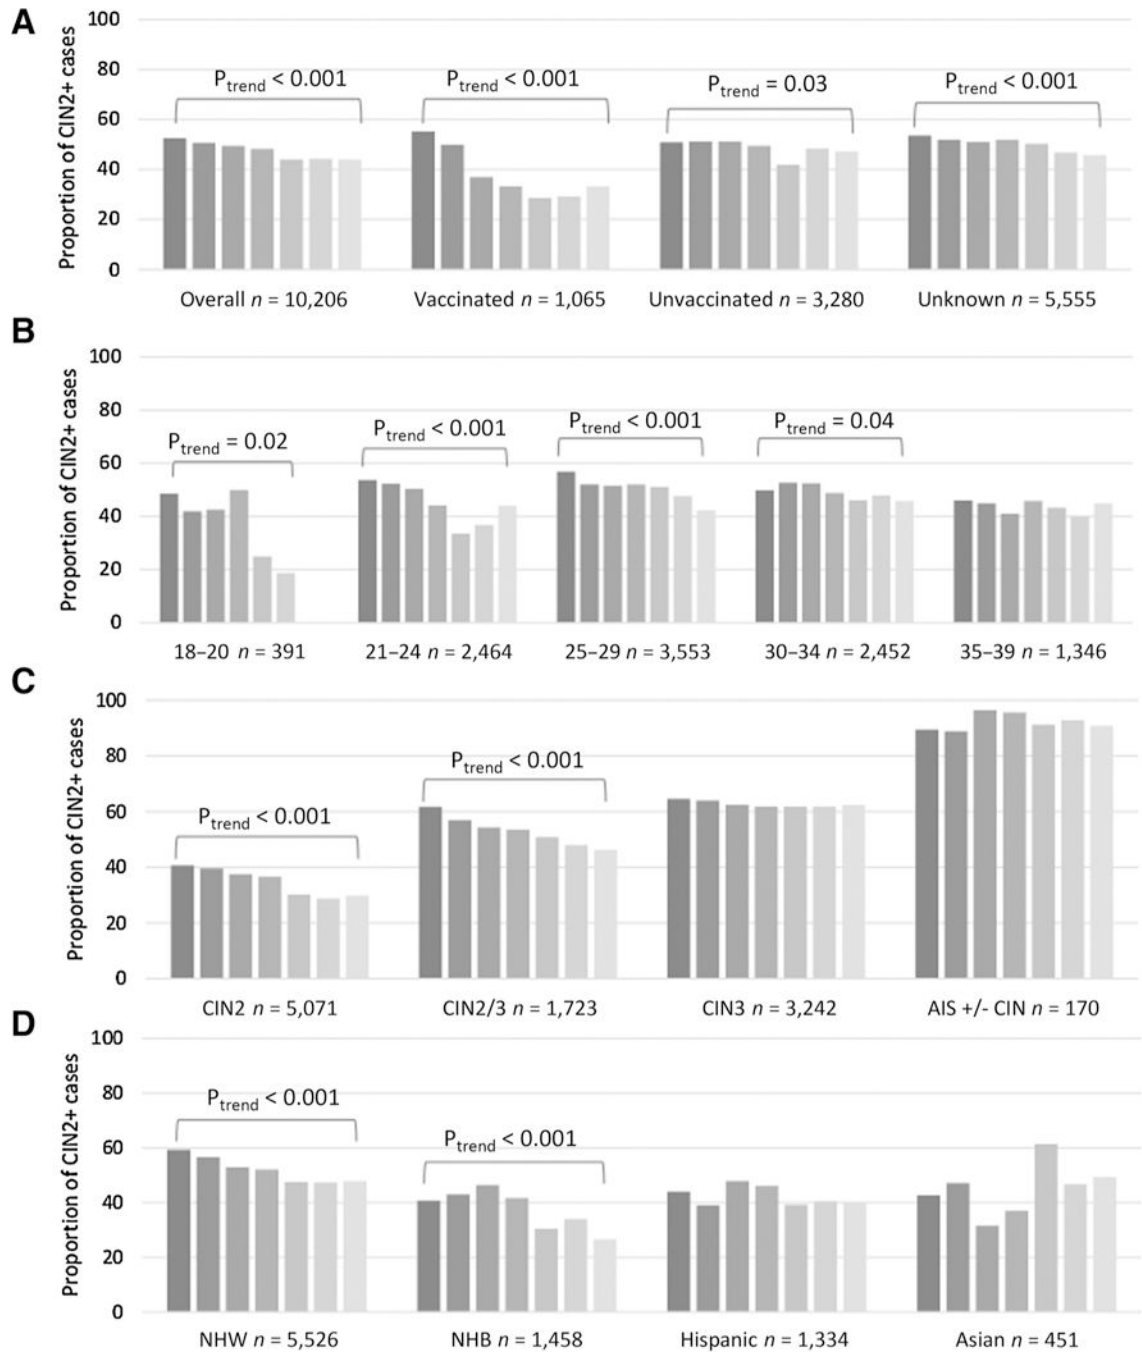 A
Proportion of CIN2+ cases
100
80
60
40
20
0
Ptrend < 0.001
Ptrend < 0.001
Ptrend = 0.03
Ptrend < 0.001
Overall n = 10,206
Vaccinated n = 1,065
Unvaccinated n = 3,280
Unknown n = 5,555
B
Proportion of CIN2+ cases
100
80
60
40
20
0
Ptrend = 0.02
Ptrend < 0.001
Ptrend < 0.001
Ptrend = 0.04
18–20 n = 391
21–24 n = 2,464
25–29 n = 3,553
30–34 n = 2,452
35–39 n = 1,346
C
Proportion of CIN2+ cases
100
80
60
40
20
0
Ptrend < 0.001
Ptrend < 0.001
CIN2 n = 5,071
CIN2/3 n = 1,723
CIN3 n = 3,242
AIS +/- CIN n = 170
D
Proportion of CIN2+ cases
100
80
60
40
20
0
Ptrend < 0.001
Ptrend < 0.001
NHW n = 5,526
NHB n = 1,458
Hispanic n = 1,334
Asian n = 451